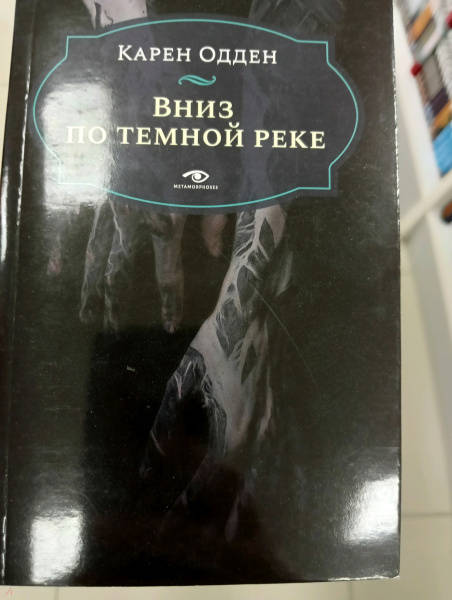 Карен Одден
Вниз
по темной реке
METAMORPHOSES